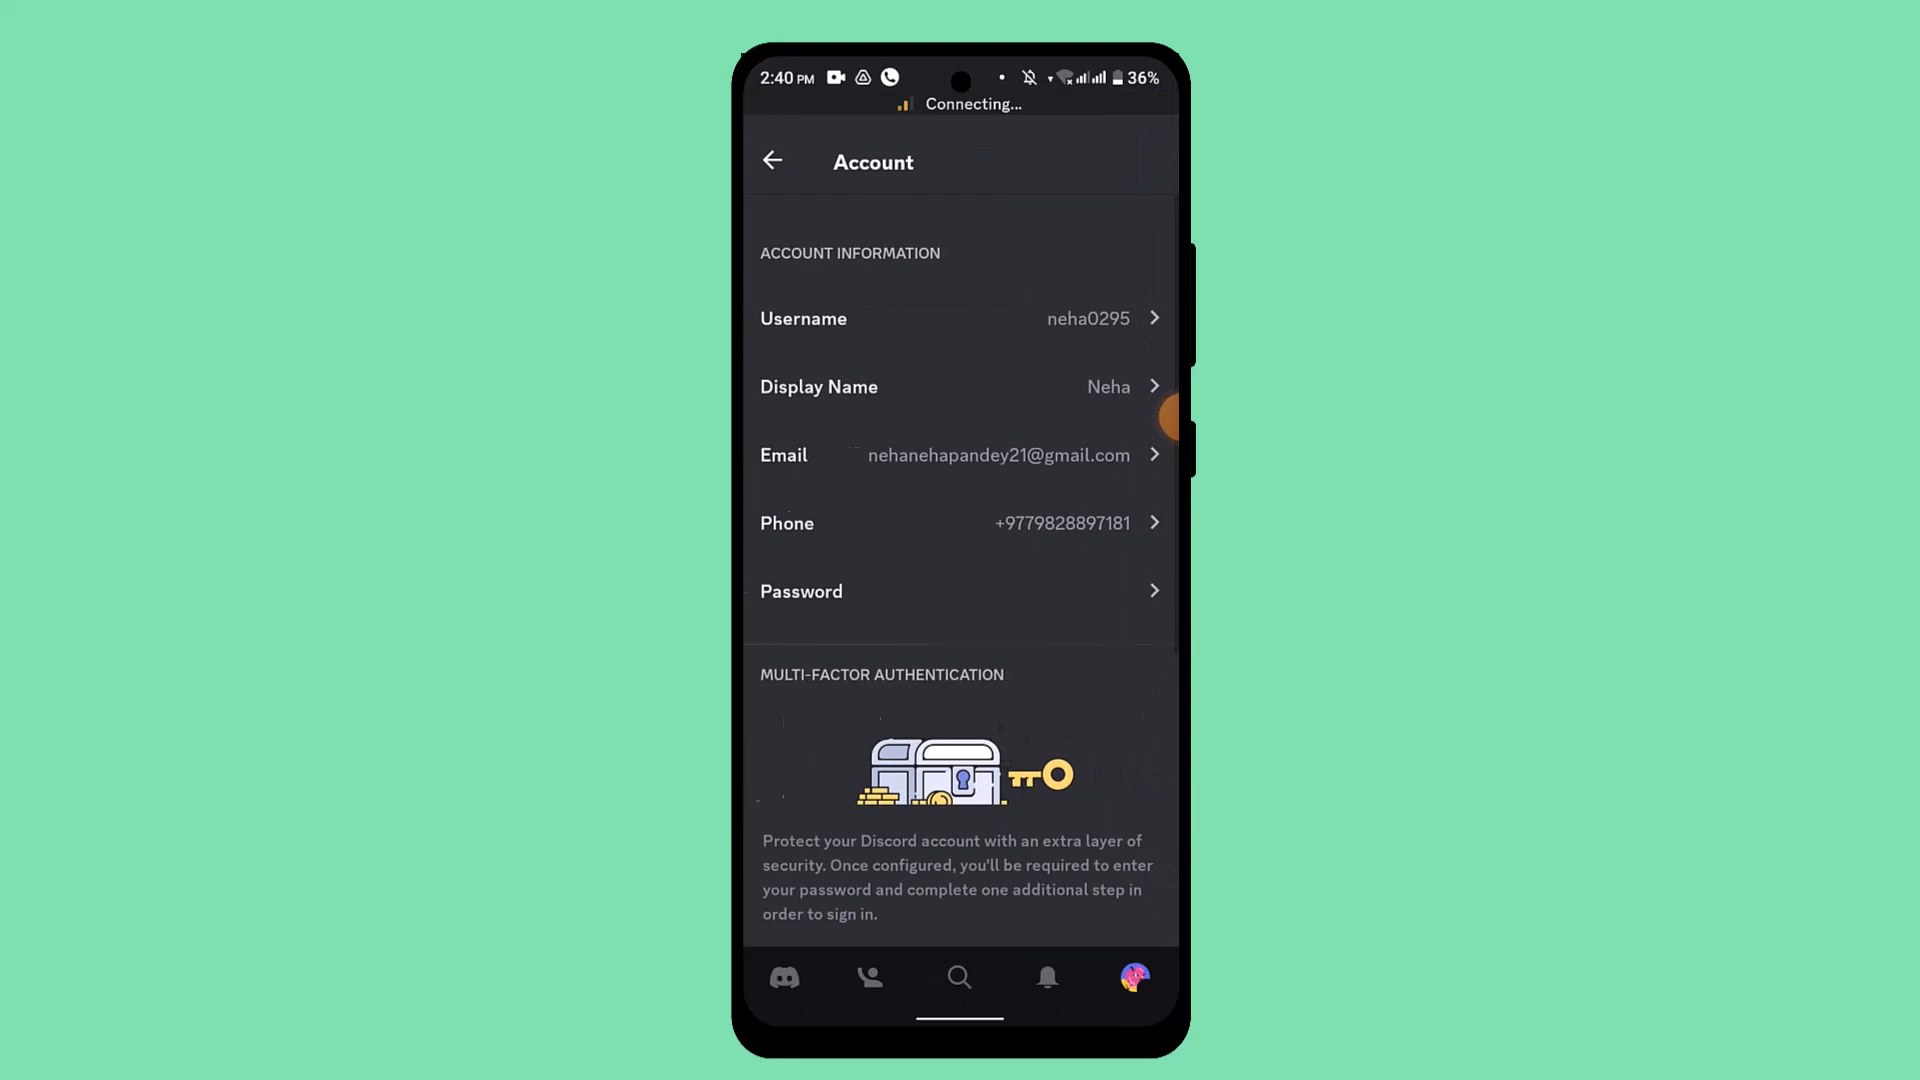 2:40 PM 36%
Connecting...
Account
ACCOUNT INFORMATION
Username neha0295
Display Name Neha
Email nehanehapandey21@gmail.com
Phone +9779828897181
Password
MULTI-FACTOR AUTHENTICATION
Protect your Discord account with an extra layer of
security. Once configured, you'll be required to enter
your password and complete one additional step in
order to sign in.